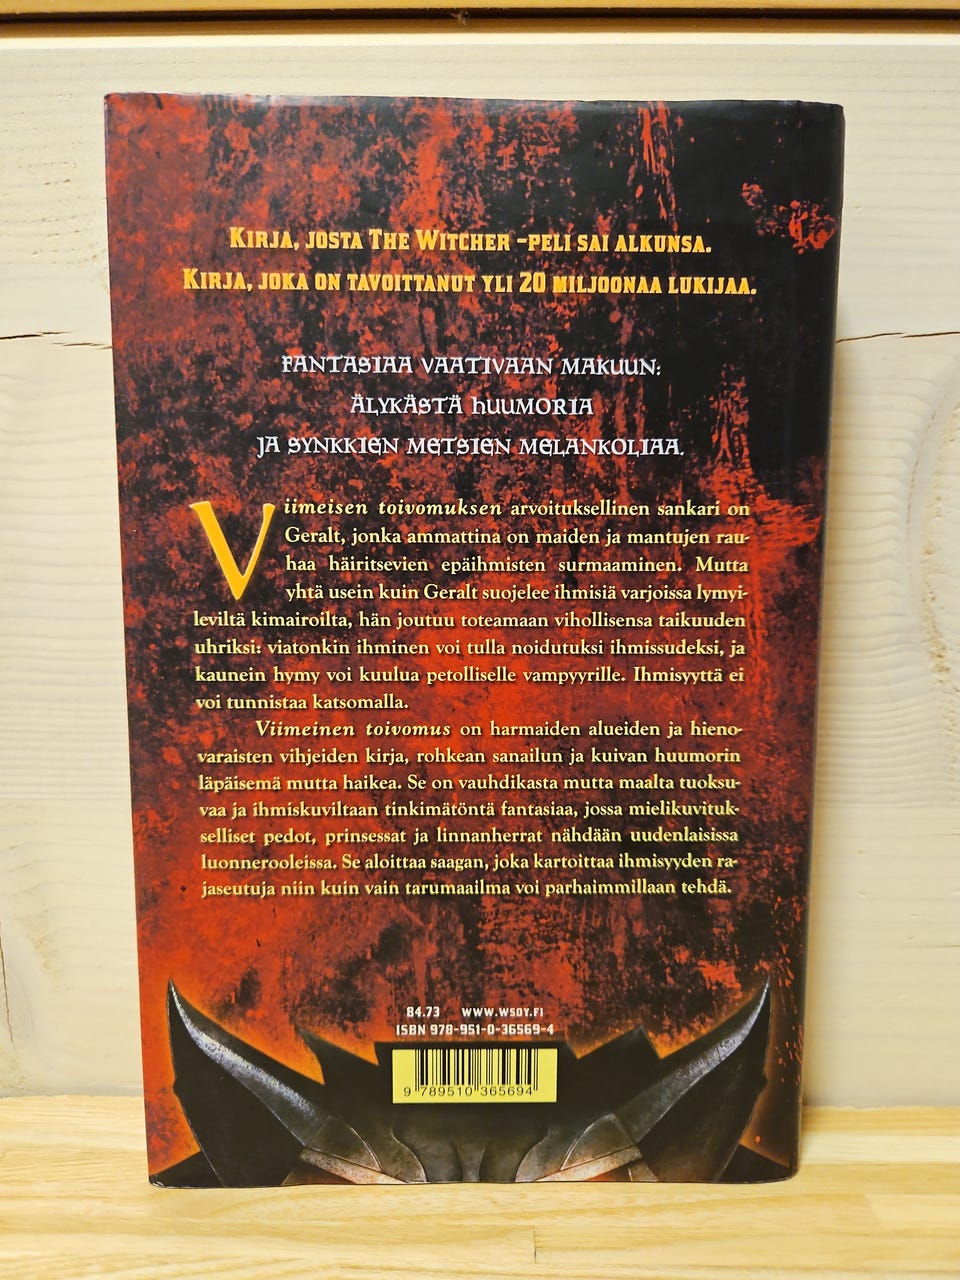 Kirja, josta The Witcher -peli sai alkunsa.
Kirja, joka on tavoittanut yli 20 miljoonaa lukijaa.
Fantasiaa vaativaan makuun:
älykästä huumoria
ja synkkien metsien melankoliaa.
Viimeisen toivomuksen arvoituksellinen sankari on
Geralt, jonka ammattina on maiden ja mantujen rau-
haa häiritsevien epäihmisten surmaaminen. Mutta
yhtä usein kuin Geralt suojelee ihmisiä varjoissa lymyi-
leviltä kimairoilta, hän joutuu toteamaan vihollisensa taikuuden
uhriksi: viatonkin ihminen voi tulla noidutuksi ihmissudeksi, ja
kaunein hymy voi kuulua petolliselle vampyyrille. Ihmisyyttä ei
voi tunnistaa katsomalla.
Viimeinen toivomus on harmaiden alueiden ja hieno-
varaisten vihjeiden kirja, rohkean sanailun ja kuivan huumorin
läpäisemä mutta haikea. Se on vauhdikasta mutta maalta tuoksu-
vaa ja ihmiskuviltaan tinkimätöntä fantasiaa, jossa mielikuvituk-
selliset pedot, prinsessat ja linnanherrat nähdään uudenlaisissa
luonnerooleissa. Se aloittaa saagan, joka kartoittaa ihmisyyden ra-
jaseutuja niin kuin vain tarumaailma voi parhaimmillaan tehdä.
84.73 www.wsoy.fi
ISBN 978-951-0-36569-4
9 789510 365694